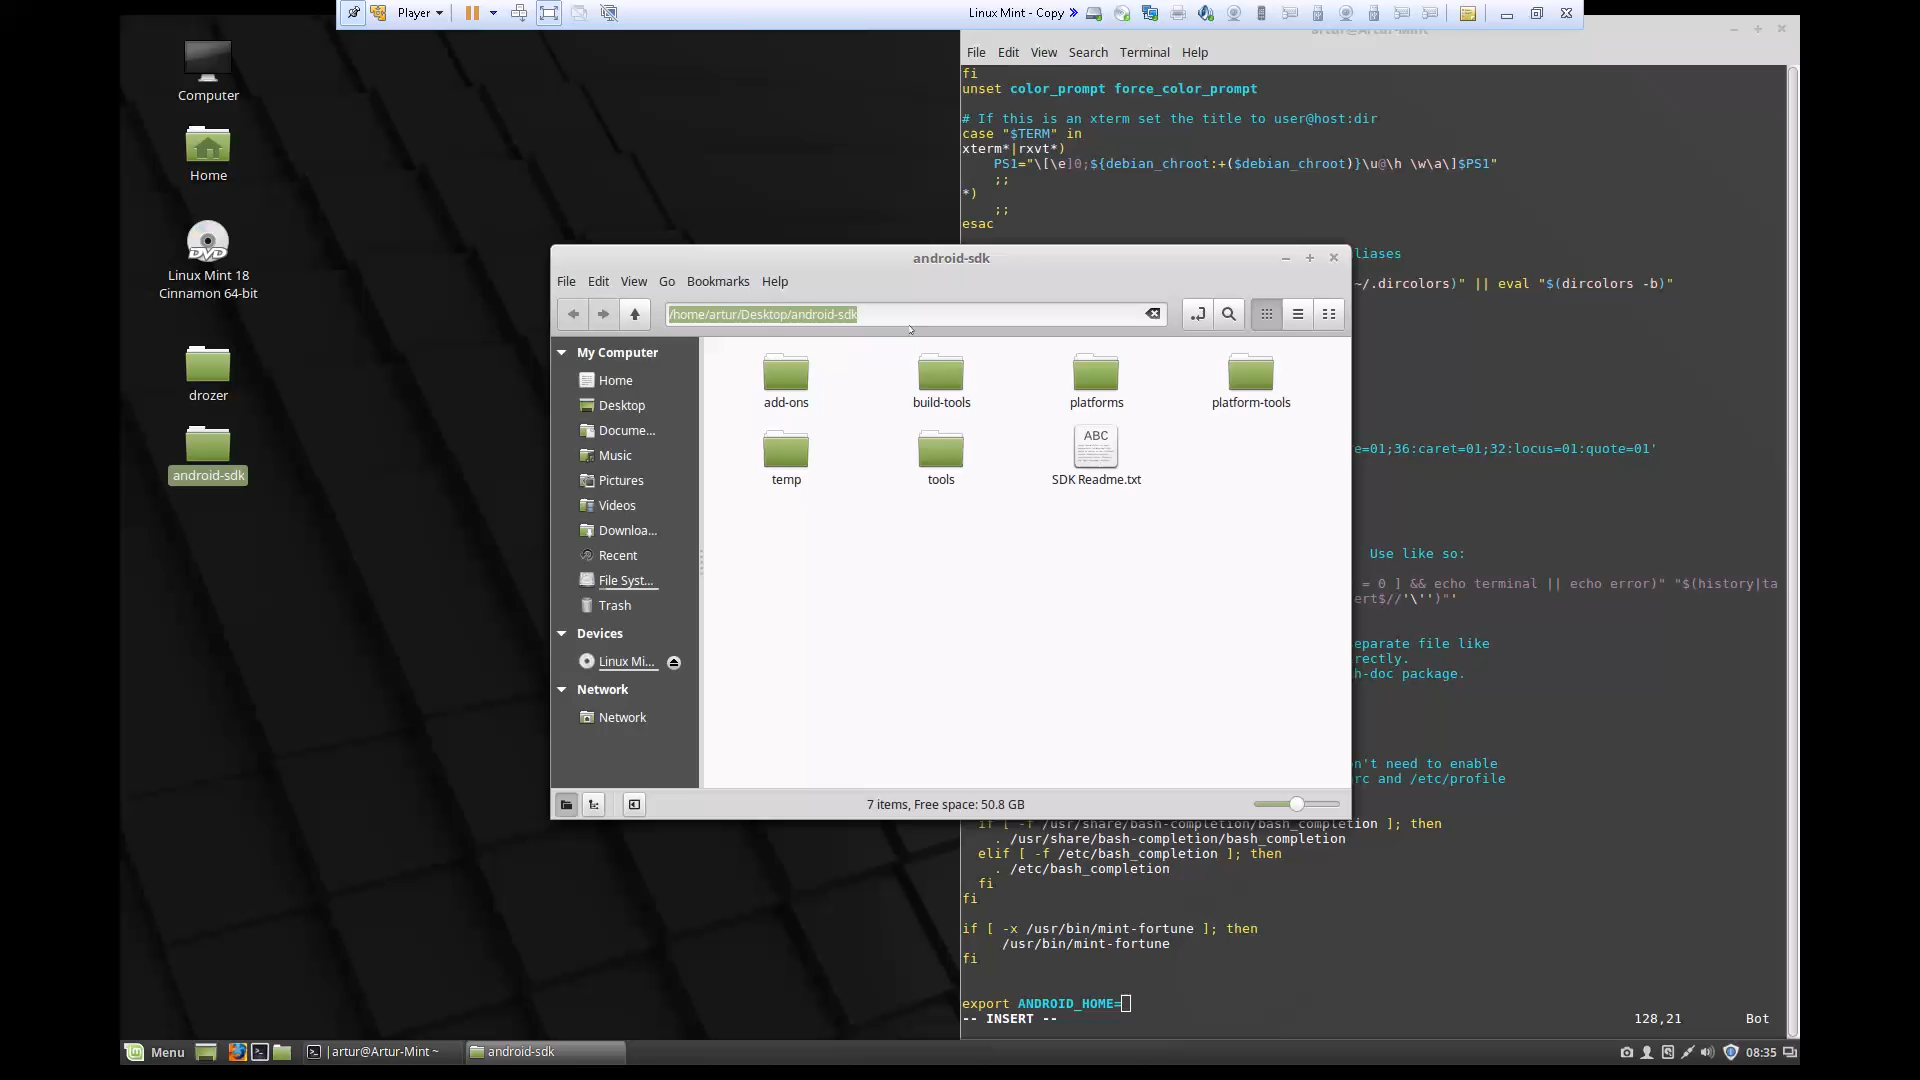 Player
Linux Mint - Copy
File Edit View Search Terminal Help
Computer
Home
Linux Mint 18
Cinnamon 64-bit
drozer
android-sdk
fi
unset color_prompt force_color_prompt
# If this is an xterm set the title to user@host:dir
case "$TERM" in
xterm*|rxvt*)
PS1="\[\e]0;${debian_chroot:+($debian_chroot)}\u@\h \w\a\]$PS1"
;;
*)
;;
esac
liases
~/.dircolors)" || eval "$(dircolors -b)"
e=01;36:caret=01;32:locus=01:quote=01'
Use like so:
= 0 ] && echo terminal || echo error)" "$(history|ta
ert$//'\'')"'
eparate file like
rectly.
h-doc package.
n't need to enable
rc and /etc/profile
if [ -f /usr/share/bash-completion/bash_completion ]; then
. /usr/share/bash-completion/bash_completion
elif [ -f /etc/bash_completion ]; then
. /etc/bash_completion
fi
fi
if [ -x /usr/bin/mint-fortune ]; then
/usr/bin/mint-fortune
fi
export ANDROID_HOME=
-- INSERT -- 128,21 Bot
android-sdk
File Edit View Go Bookmarks Help
/home/artur/Desktop/android-sdk
My Computer
Home
Desktop
Docume...
Music
Pictures
Videos
Downloa...
Recent
File Syst...
Trash
Devices
Linux Mi...
Network
Network
add-ons build-tools platforms platform-tools
ABC
temp tools SDK Readme.txt
7 items, Free space: 50.8 GB
Menu
artur@Artur-Mint ~
android-sdk
08:35